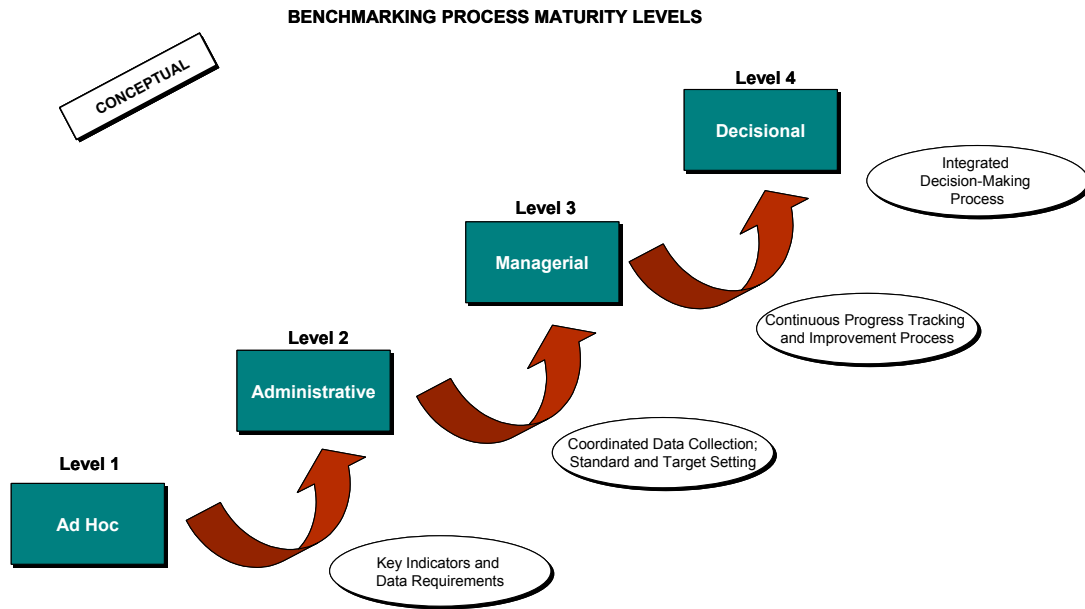 BENCHMARKING PROCESS MATURITY LEVELS
CONCEPTUAL
Level 4
Decisional
Integrated
Decision-Making
Process
Level 3
Managerial
Continuous Progress Tracking
and Improvement Process
Level 2
Administrative
Coordinated Data Collection;
Standard and Target Setting
Level 1
Ad Hoc
Key Indicators and
Data Requirements